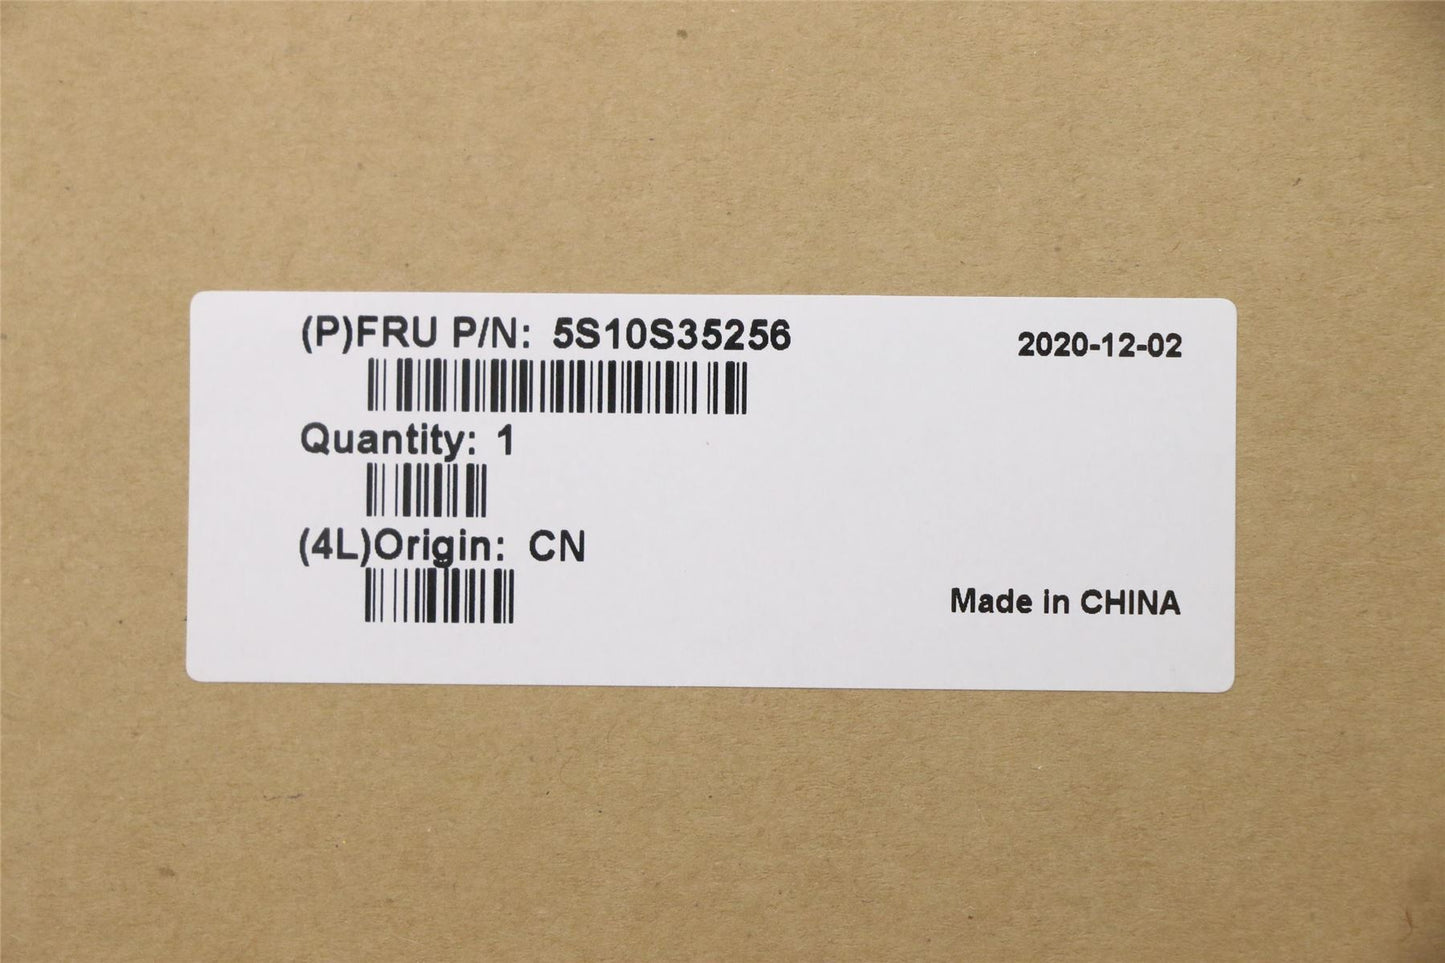 (P)FRU P/N: 5S10S35256
2020-12-02
Quantity: 1
(4L)Origin: CN
Made in CHINA